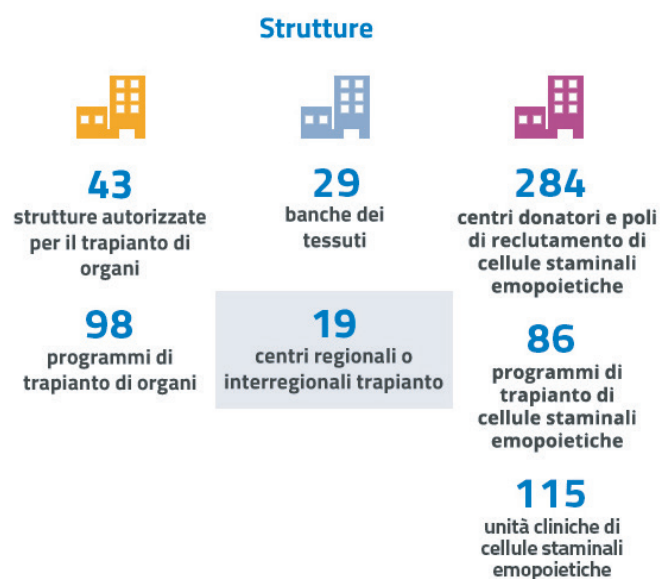 Strutture
43
strutture autorizzate
per il trapianto di
organi
98
programmi di
trapianto di organi
29
banche dei
tessuti
19
centri regionali o
interregionali trapianto
284
centri donatori e poli
di reclutamento di
cellule staminali
emopoietiche
86
programmi di
trapianto di
cellule staminali
emopoietiche
115
unità cliniche di
cellule staminali
emopoietiche